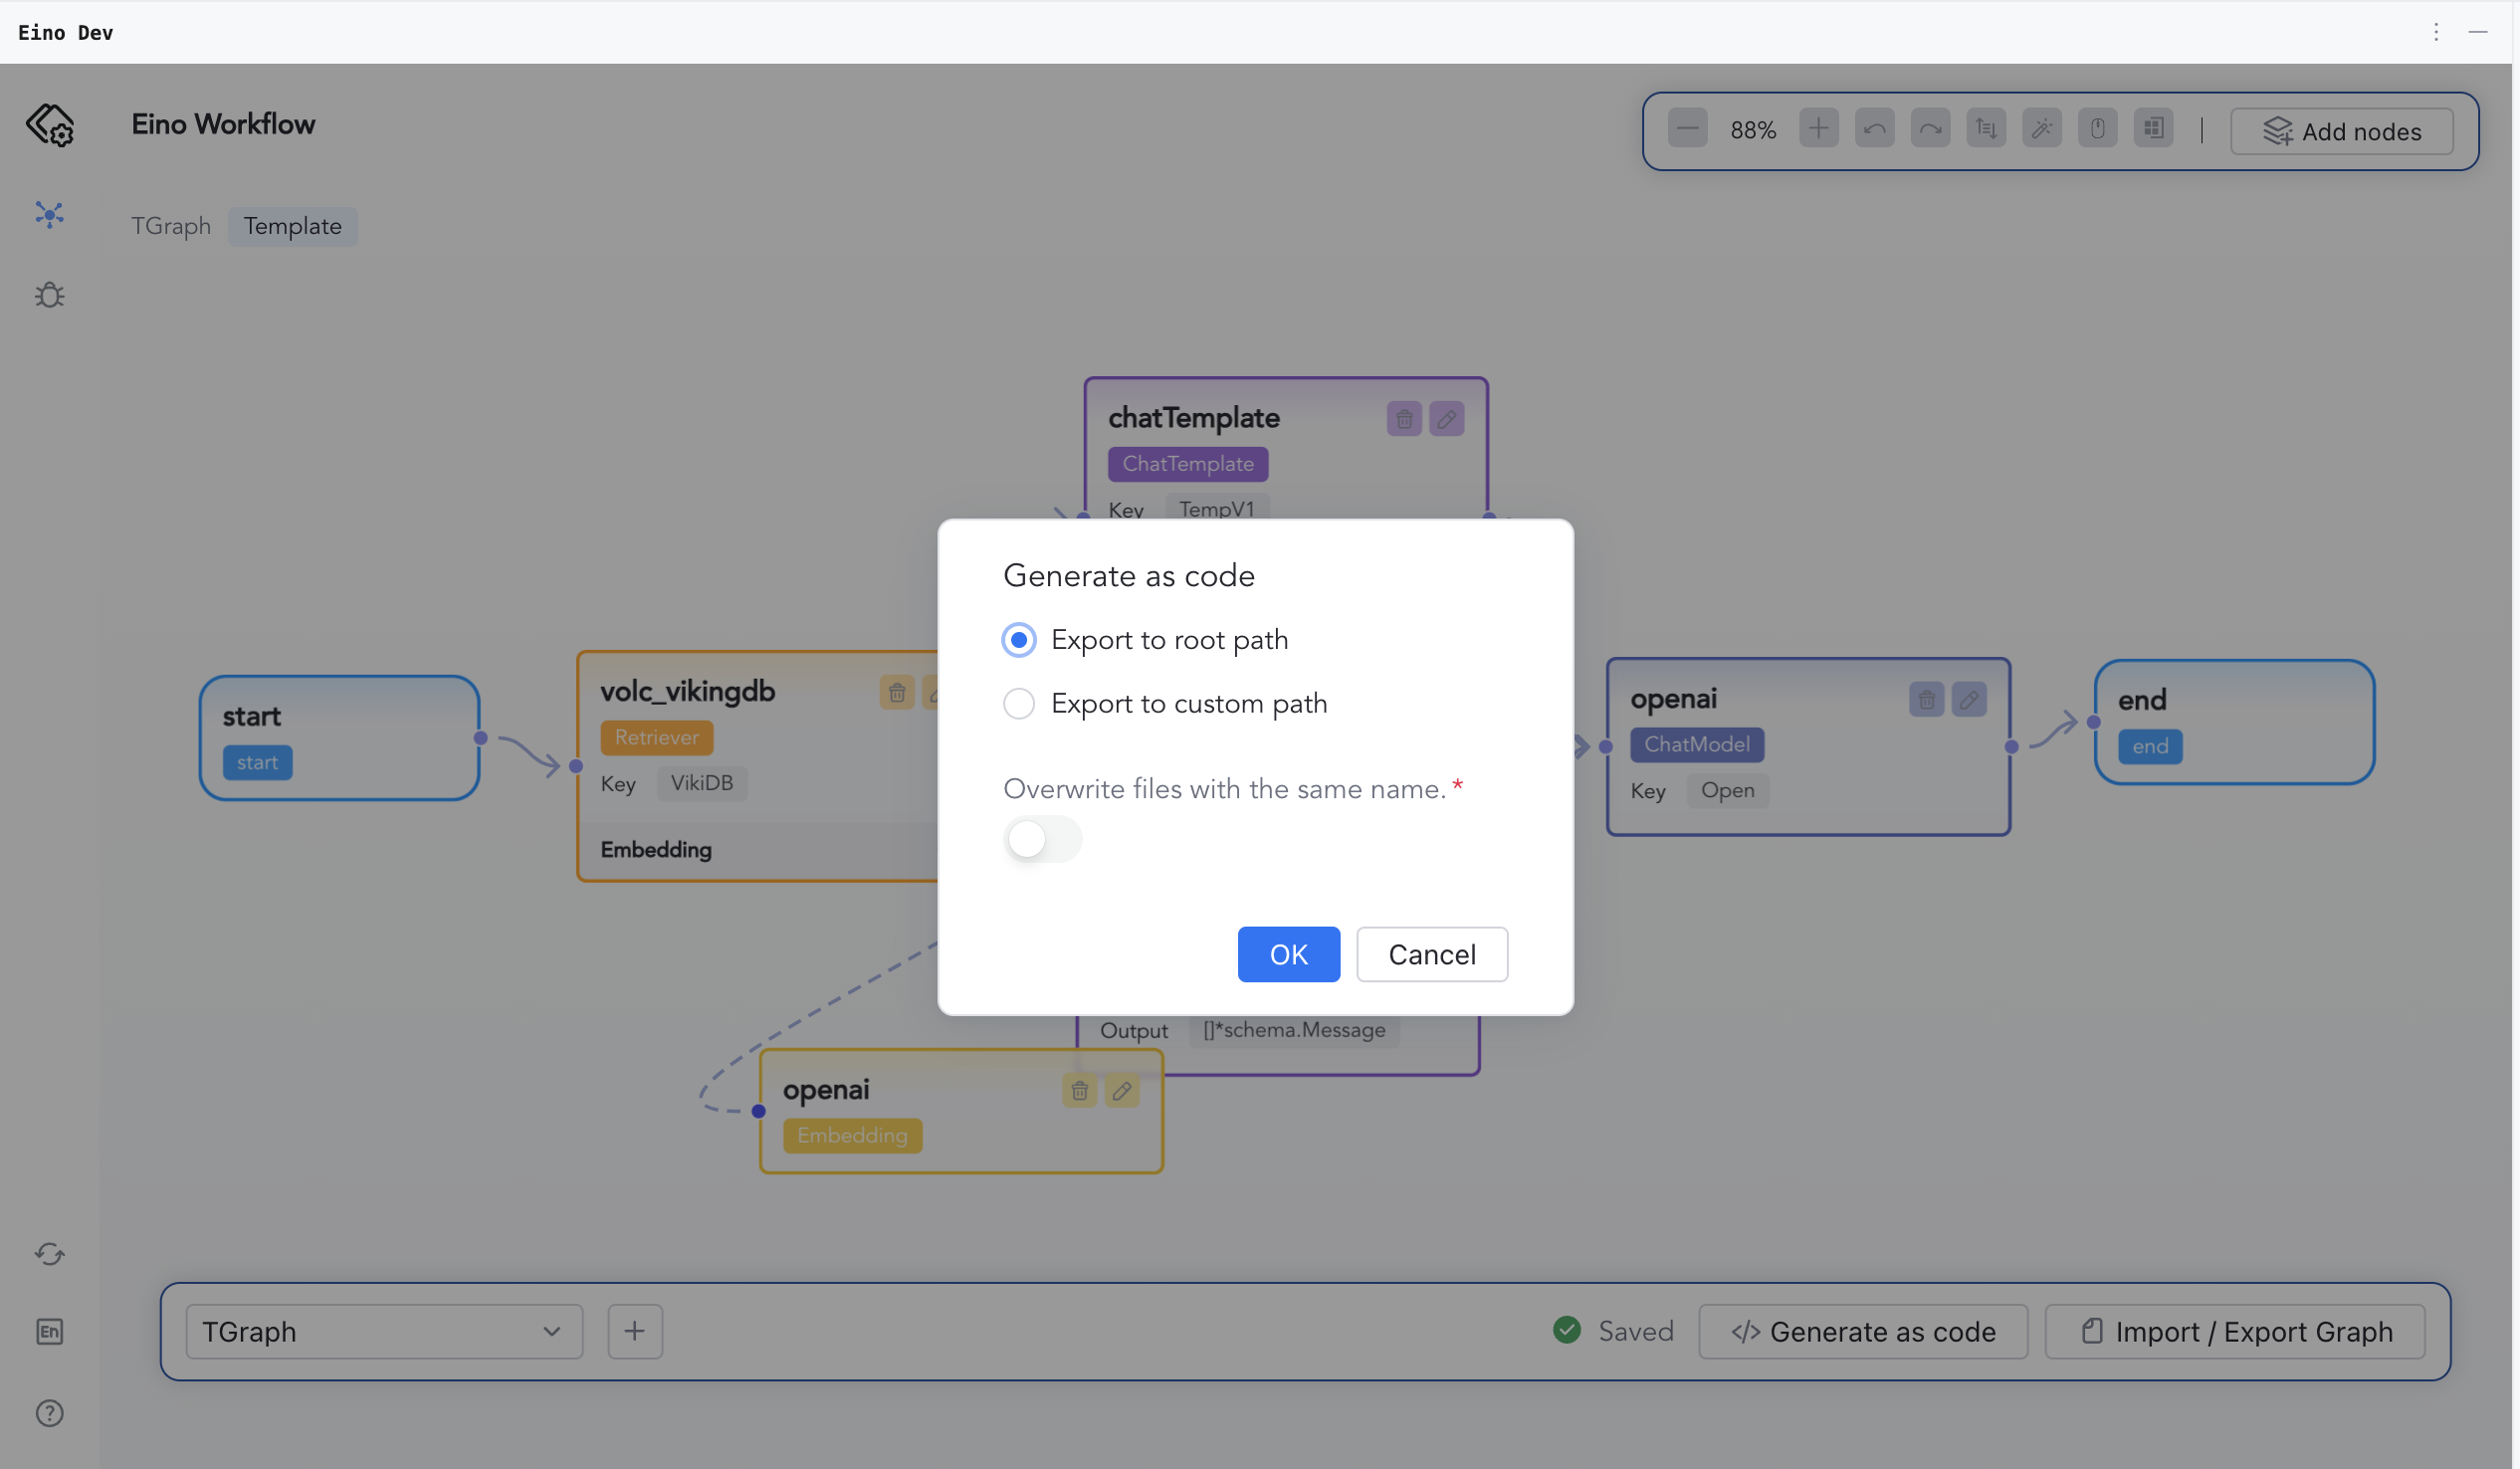 Eino Dev
Eino Workflow
88%
Add nodes
TGraph Template
chatTemplate
ChatTemplate
Key TempV1
Generate as code
Export to root path
Export to custom path
Overwrite files with the same name.*
OK Cancel
start
start
volc_vikingdb
Retriever
Key VikiDB
Embedding
openai
ChatModel
Key Open
end
end
Output []*schema.Message
openai
Embedding
En
TGraph
Saved
</> Generate as code
Import / Export Graph